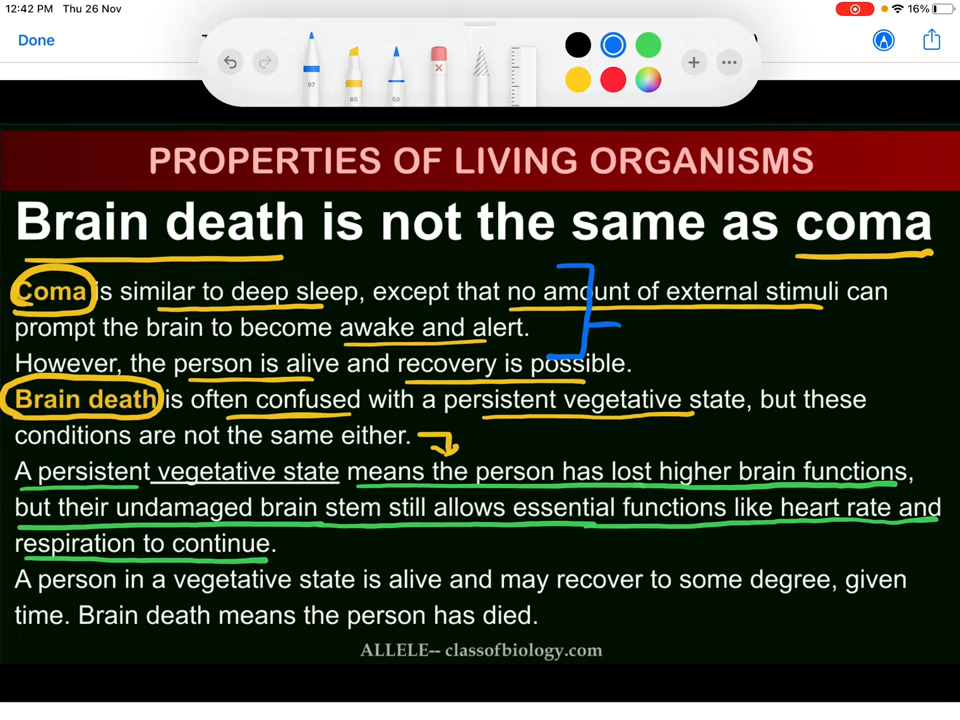 12:42 PM Thu 26 Nov
16%
Done
97
80
50
PROPERTIES OF LIVING ORGANISMS
Brain death is not the same as coma
Coma is similar to deep sleep, except that no amount of external stimuli can
prompt the brain to become awake and alert.
However, the person is alive and recovery is possible.
Brain death is often confused with a persistent vegetative state, but these
conditions are not the same either.
A persistent vegetative state means the person has lost higher brain functions,
but their undamaged brain stem still allows essential functions like heart rate and
respiration to continue.
A person in a vegetative state is alive and may recover to some degree, given
time. Brain death means the person has died.
ALLELE-- classofbiology.com